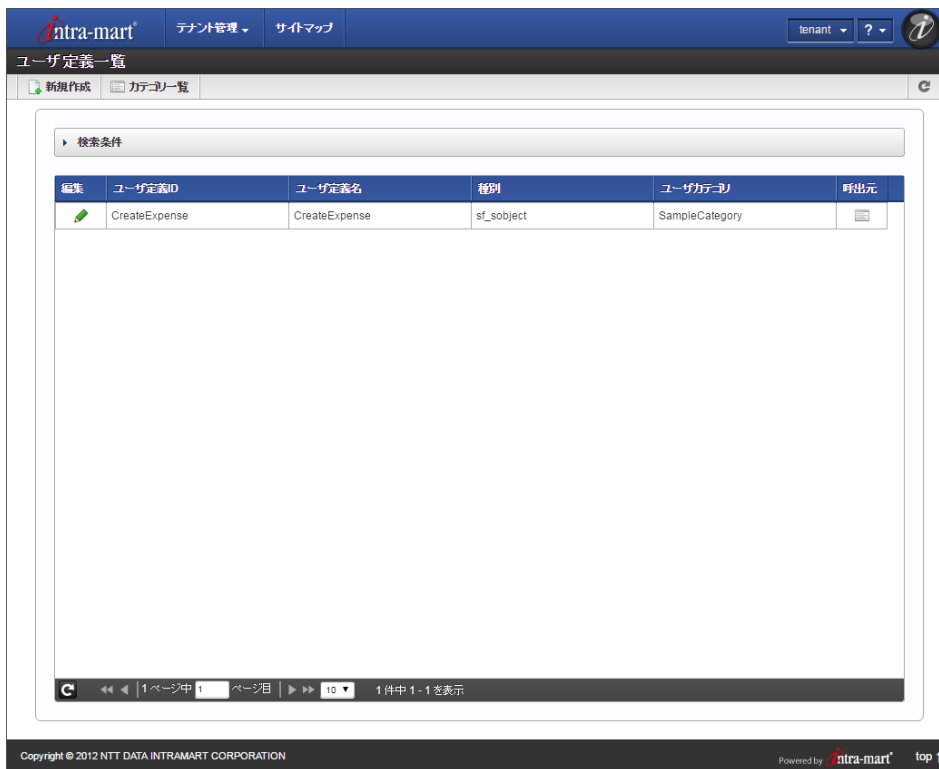 intra-mart テナント管理 サイトマップ tenant ?
ユーザ定義一覧
新規作成 カテゴリ一覧
検索条件
編集 ユーザ定義ID ユーザ定義名 種別 ユーザカテゴリ 呼出元
CreateExpense CreateExpense sf_sobject SampleCategory
1 ページ中 1 ページ目 10 1 件中 1 - 1 を表示
Copyright © 2012 NTT DATA INTRAMART CORPORATION Powered by intra-mart top